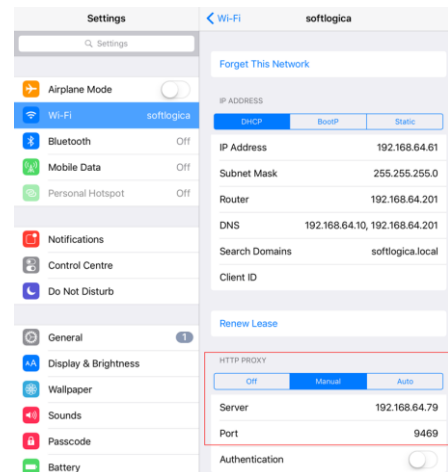 Settings
Settings
Airplane Mode
Wi-Fi softlogica
Bluetooth Off
Mobile Data Off
Personal Hotspot Off
Notifications
Control Centre
Do Not Disturb
General 1
AA Display & Brightness
Wallpaper
Sounds
Passcode
Battery
Wi-Fi softlogica
Forget This Network
IP ADDRESS
DHCP BootP Static
IP Address 192.168.64.61
Subnet Mask 255.255.255.0
Router 192.168.64.201
DNS 192.168.64.10, 192.168.64.201
Search Domains softlogica.local
Client ID
Renew Lease
HTTP PROXY
Off Manual Auto
Server 192.168.64.79
Port 9469
Authentication